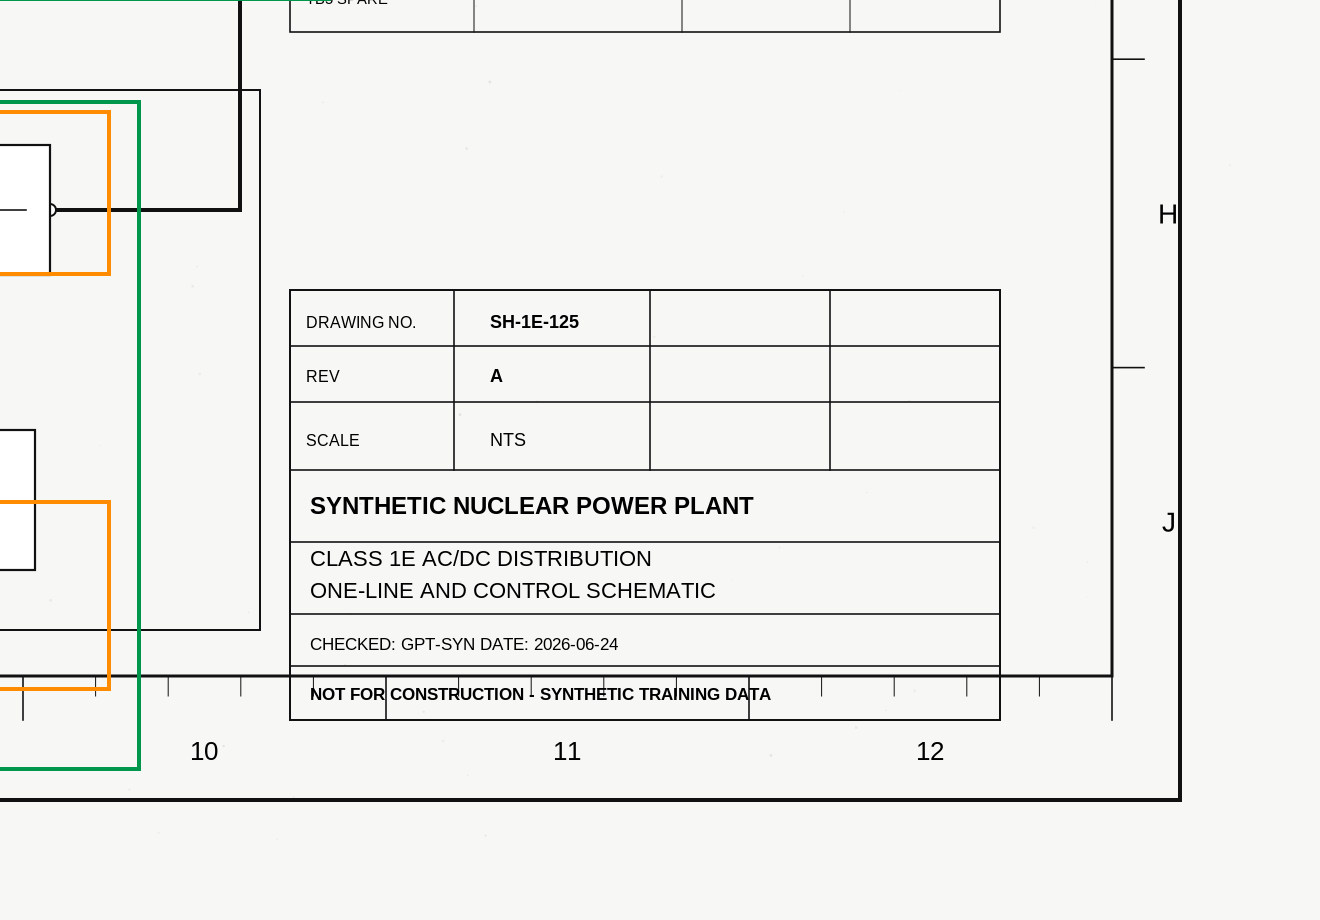 TB3 SPARE
H
DRAWING NO. SH-1E-125
REV A
SCALE NTS
SYNTHETIC NUCLEAR POWER PLANT
J
CLASS 1E AC/DC DISTRIBUTION
ONE-LINE AND CONTROL SCHEMATIC
CHECKED: GPT-SYN DATE: 2026-06-24
NOT FOR CONSTRUCTION - SYNTHETIC TRAINING DATA
10 11 12